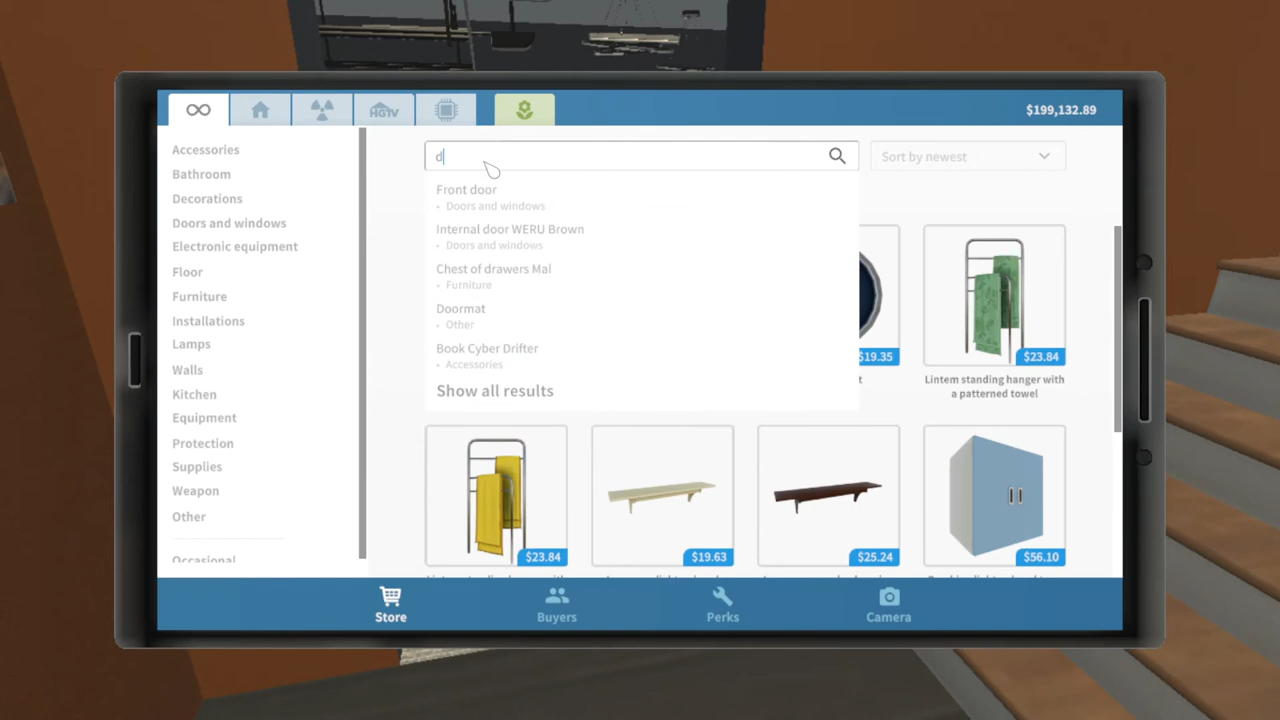 HGTV
$199,132.89
Accessories
Bathroom
Decorations
Doors and windows
Electronic equipment
Floor
Furniture
Installations
Lamps
Walls
Kitchen
Equipment
Protection
Supplies
Weapon
Other
Occasional
d
Sort by newest
Front door
• Doors and windows
Internal door WERU Brown
• Doors and windows
Chest of drawers Mal
• Furniture
Doormat
• Other
Book Cyber Drifter
• Accessories
Show all results
$19.35
$23.84
Lintem standing hanger with
a patterned towel
$23.84
$19.63
$25.24
$56.10
Store
Buyers
Perks
Camera